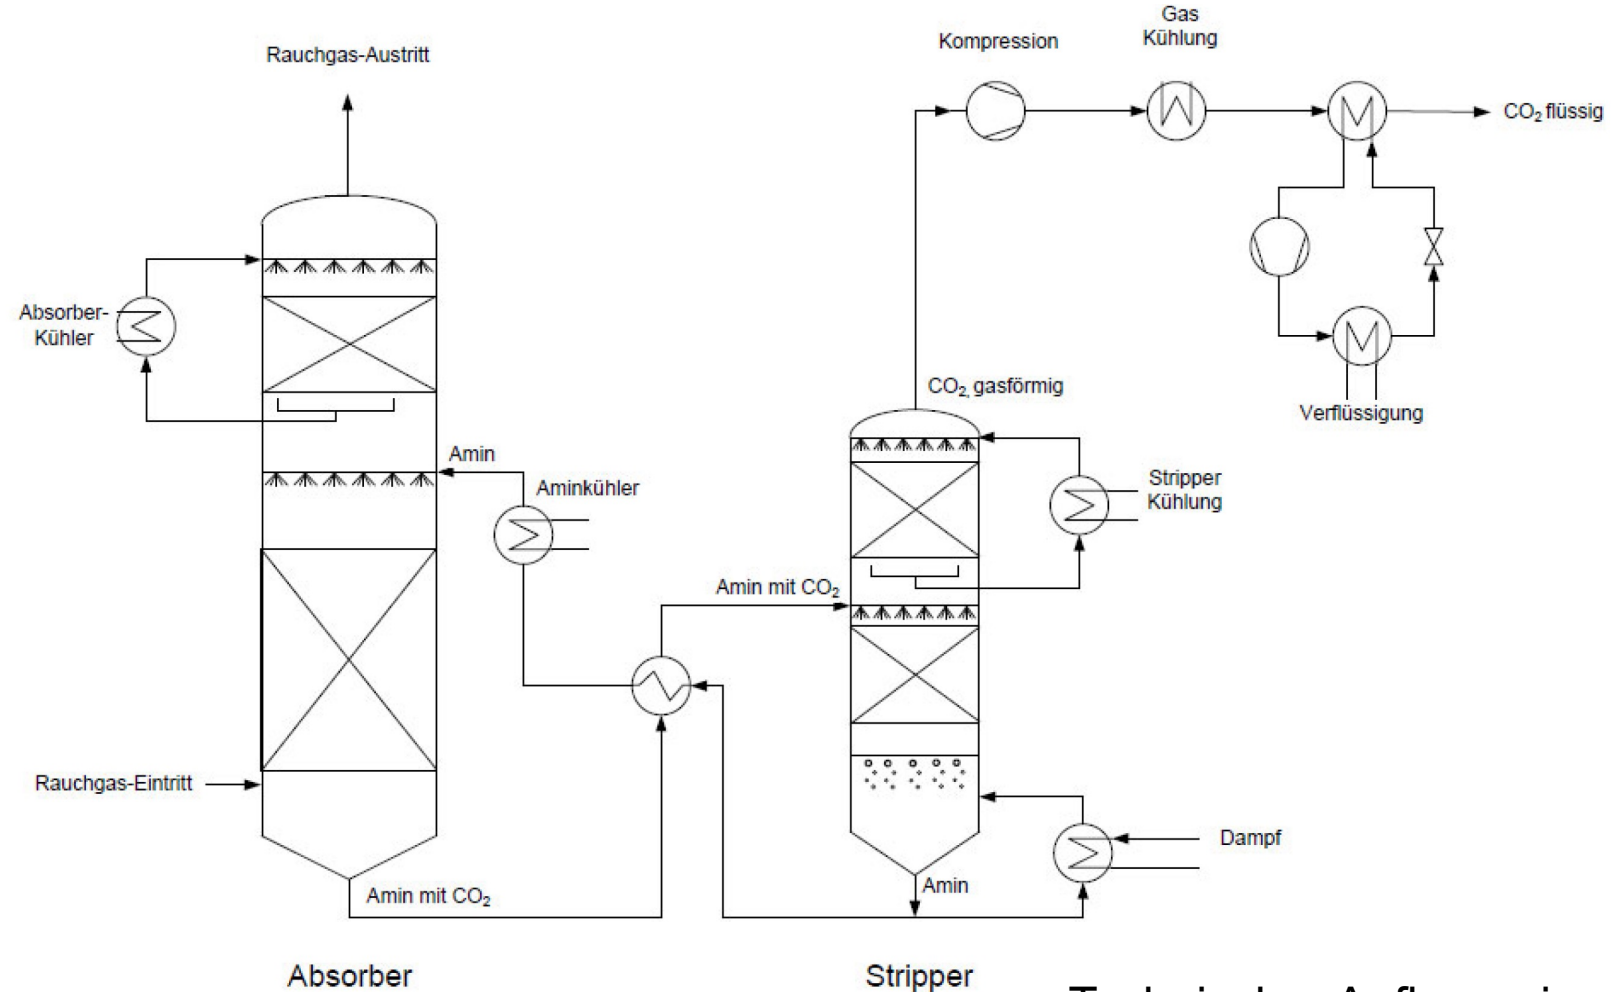 Rauchgas-Austritt
Kompression
Gas
Kühlung
CO₂ flüssig
Absorber-
Kühler
CO₂, gasförmig
Verflüssigung
Amin
Aminkühler
Stripper
Kühlung
Amin mit CO₂
Rauchgas-Eintritt
Dampf
Amin mit CO₂
Amin
Absorber
Stripper